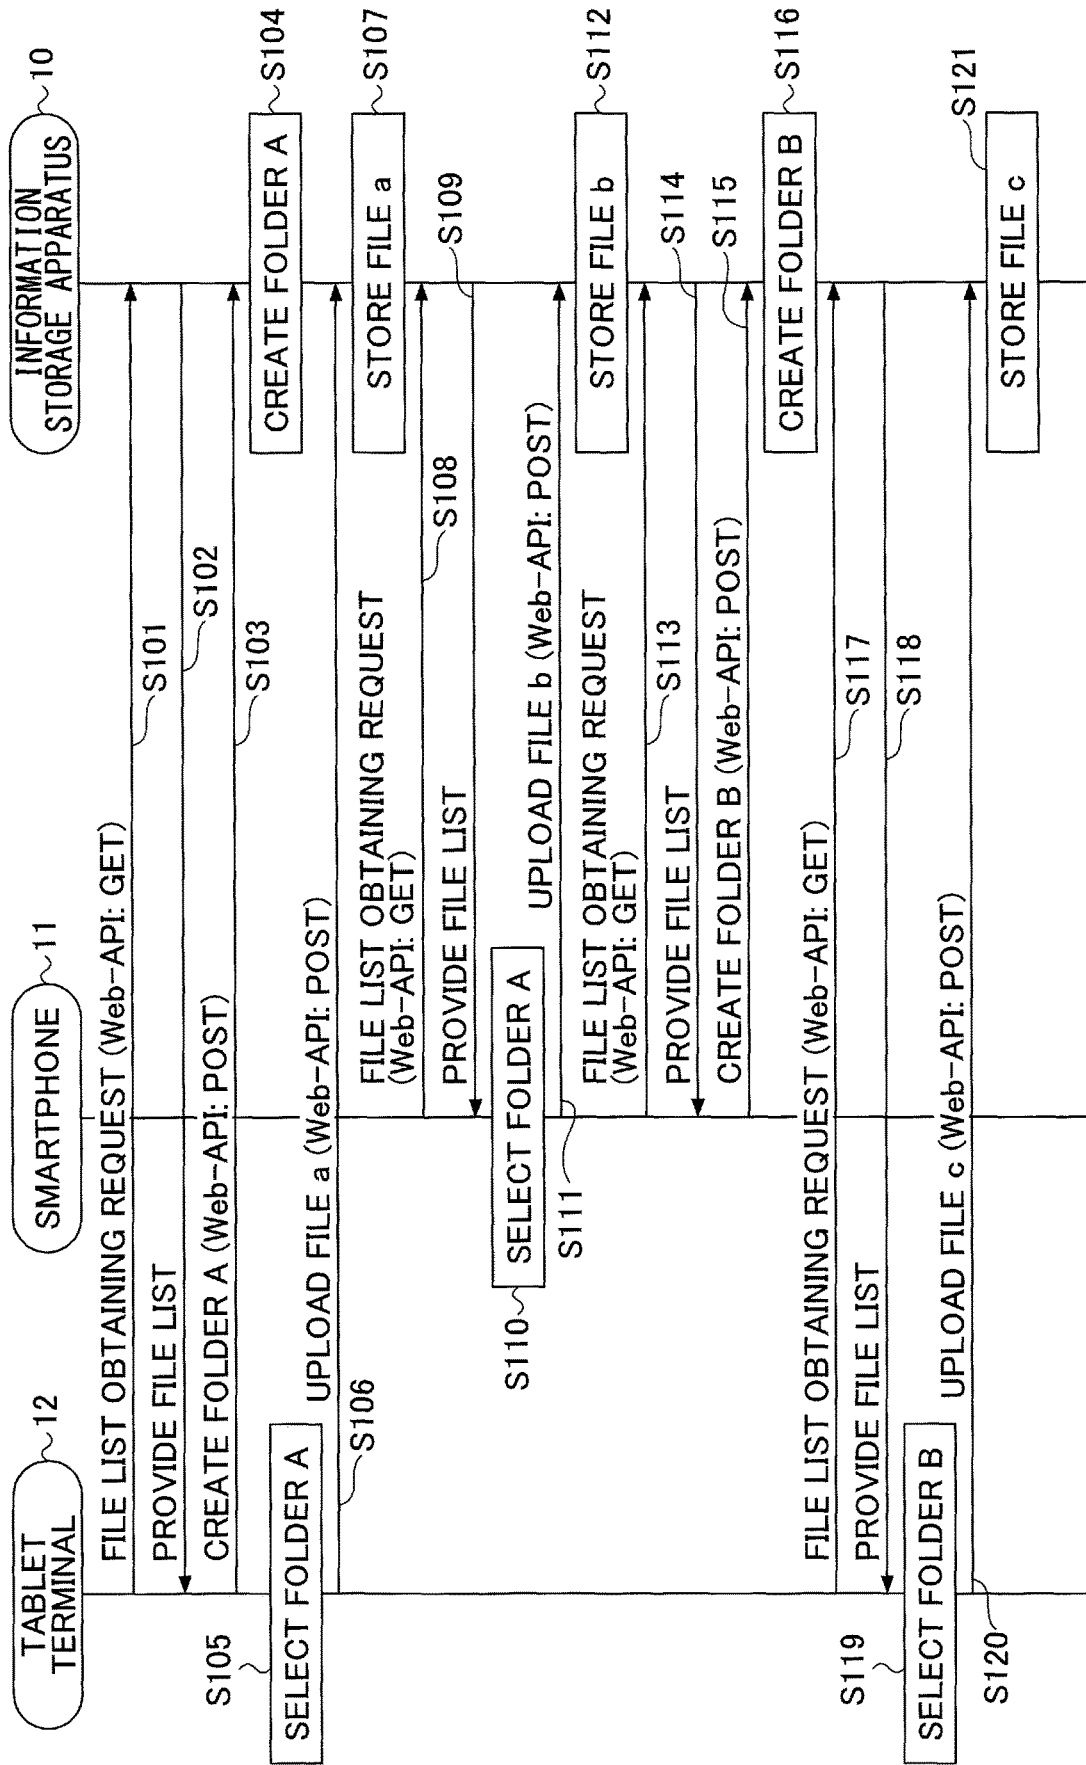 TABLET
TERMINAL
12
SMARTPHONE
11
INFORMATION
STORAGE APPARATUS
10
FILE LIST OBTAINING REQUEST (Web-API: GET)
S101
PROVIDE FILE LIST
S102
CREATE FOLDER A (Web-API: POST)
S103
CREATE FOLDER A
S104
S105
SELECT FOLDER A
UPLOAD FILE a (Web-API: POST)
S106
STORE FILE a
S107
FILE LIST OBTAINING REQUEST
(Web-API: GET)
S108
PROVIDE FILE LIST
S109
S110
SELECT FOLDER A
UPLOAD FILE b (Web-API: POST)
S111
STORE FILE b
S112
FILE LIST OBTAINING REQUEST
(Web-API: GET)
S113
PROVIDE FILE LIST
S114
CREATE FOLDER B (Web-API: POST)
S115
CREATE FOLDER B
S116
FILE LIST OBTAINING REQUEST (Web-API: GET)
S117
PROVIDE FILE LIST
S118
S119
SELECT FOLDER B
UPLOAD FILE c (Web-API: POST)
S120
STORE FILE c
S121